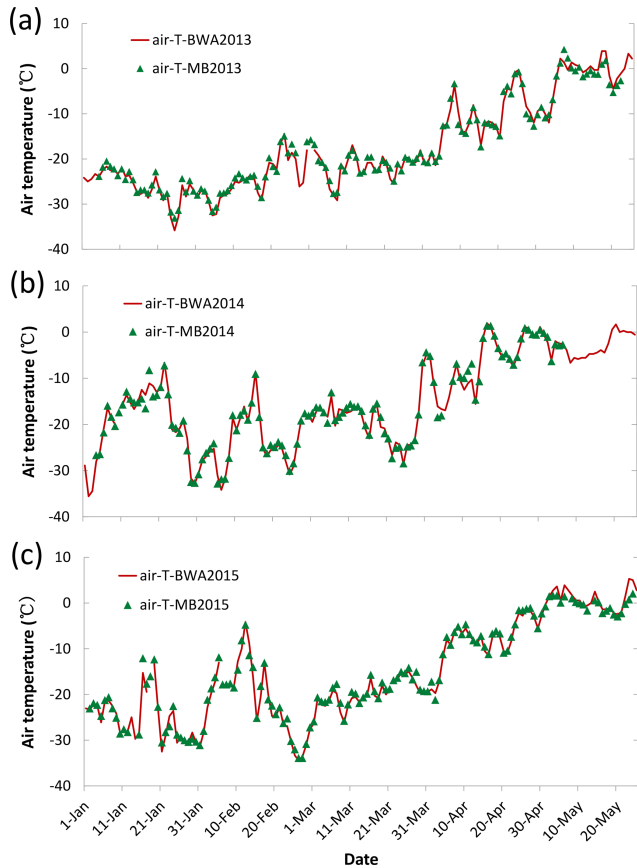 (a)
air-T-BWA2013
air-T-MB2013
Air temperature (℃)
10
0
-10
-20
-30
-40
(b)
air-T-BWA2014
air-T-MB2014
Air temperature (℃)
10
0
-10
-20
-30
-40
(c)
air-T-BWA2015
air-T-MB2015
Air temperature (℃)
10
0
-10
-20
-30
-40
1-Jan
11-Jan
21-Jan
31-Jan
10-Feb
20-Feb
1-Mar
11-Mar
21-Mar
31-Mar
10-Apr
20-Apr
30-Apr
10-May
20-May
Date